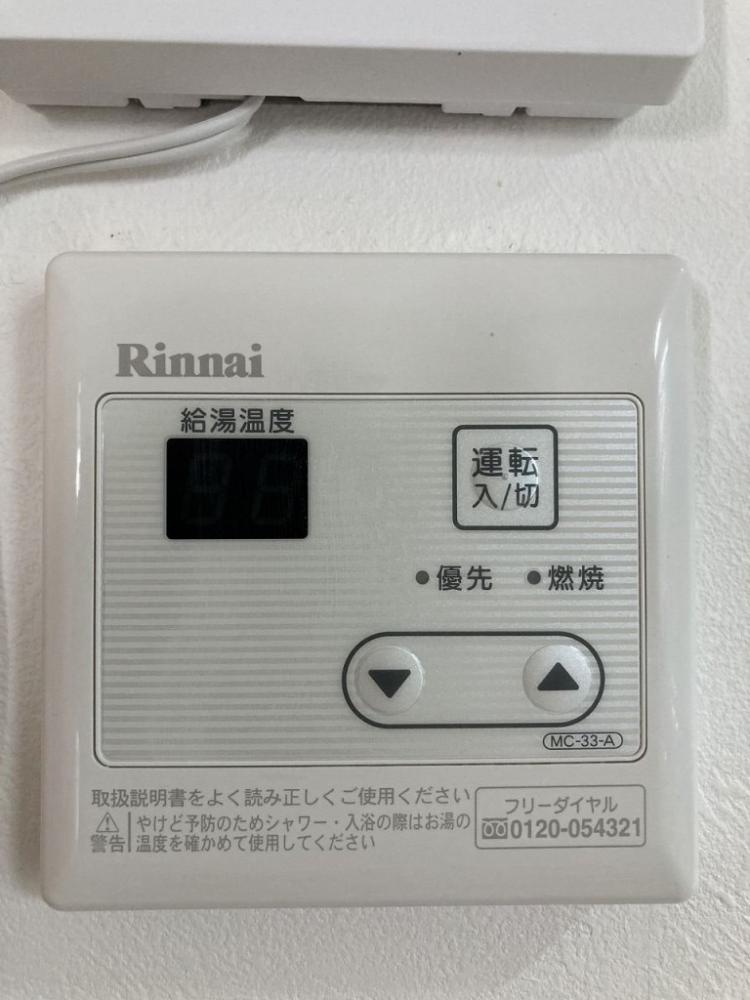 Rinnai
給湯温度
運転
入/切
優先
燃焼
▼
▲
MC-33-A
取扱説明書をよく読み正しくご使用ください
警告
やけど予防のためシャワー・入浴の際はお湯の
温度を確かめて使用してください
フリーダイヤル
0120-054321